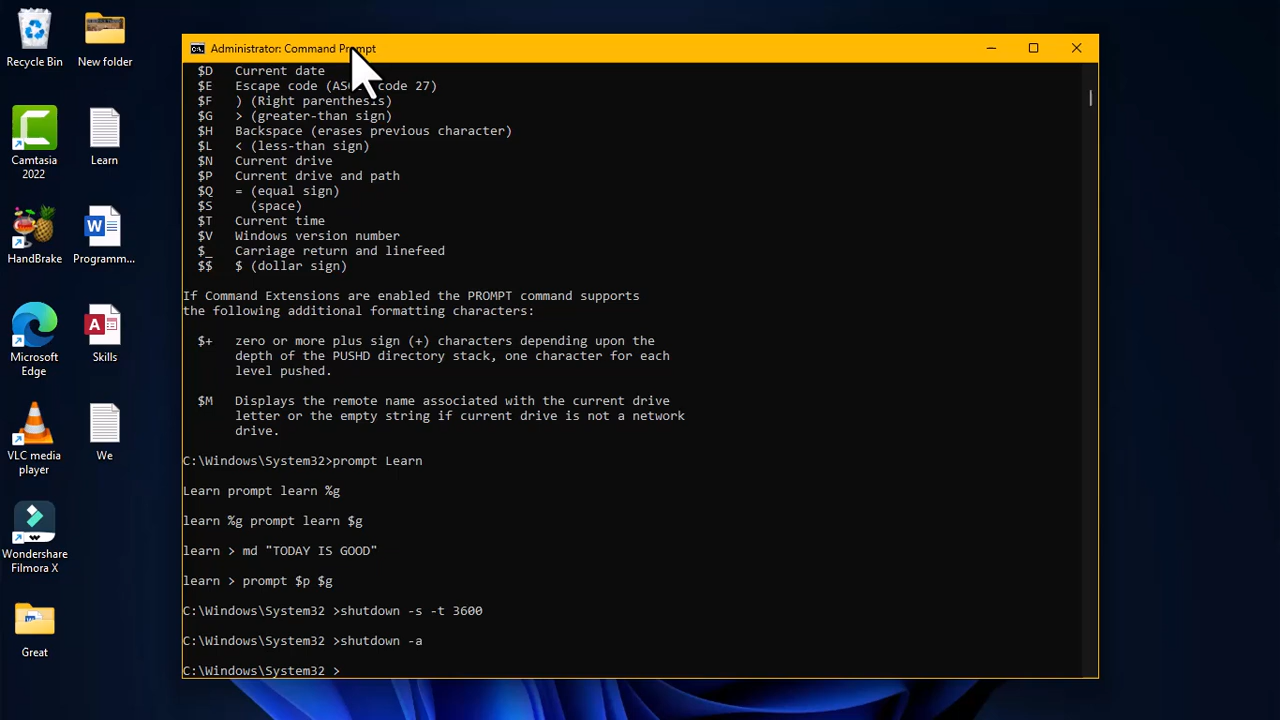 Recycle Bin
New folder
Camtasia
2022
Learn
HandBrake
Programm...
Microsoft
Edge
Skills
VLC media
player
We
Wondershare
Filmora X
Great
Administrator: Command Prompt
$D Current date
$E Escape code (ASCII code 27)
$F ) (Right parenthesis)
$G > (greater-than sign)
$H Backspace (erases previous character)
$L < (less-than sign)
$N Current drive
$P Current drive and path
$Q = (equal sign)
$S (space)
$T Current time
$V Windows version number
$_ Carriage return and linefeed
$$ $ (dollar sign)
If Command Extensions are enabled the PROMPT command supports
the following additional formatting characters:
$+ zero or more plus sign (+) characters depending upon the
depth of the PUSHD directory stack, one character for each
level pushed.
$M Displays the remote name associated with the current drive
letter or the empty string if current drive is not a network
drive.
C:\Windows\System32>prompt Learn
Learn prompt learn %g
learn %g prompt learn $g
learn > md "TODAY IS GOOD"
learn > prompt $p $g
C:\Windows\System32 >shutdown -s -t 3600
C:\Windows\System32 >shutdown -a
C:\Windows\System32 >